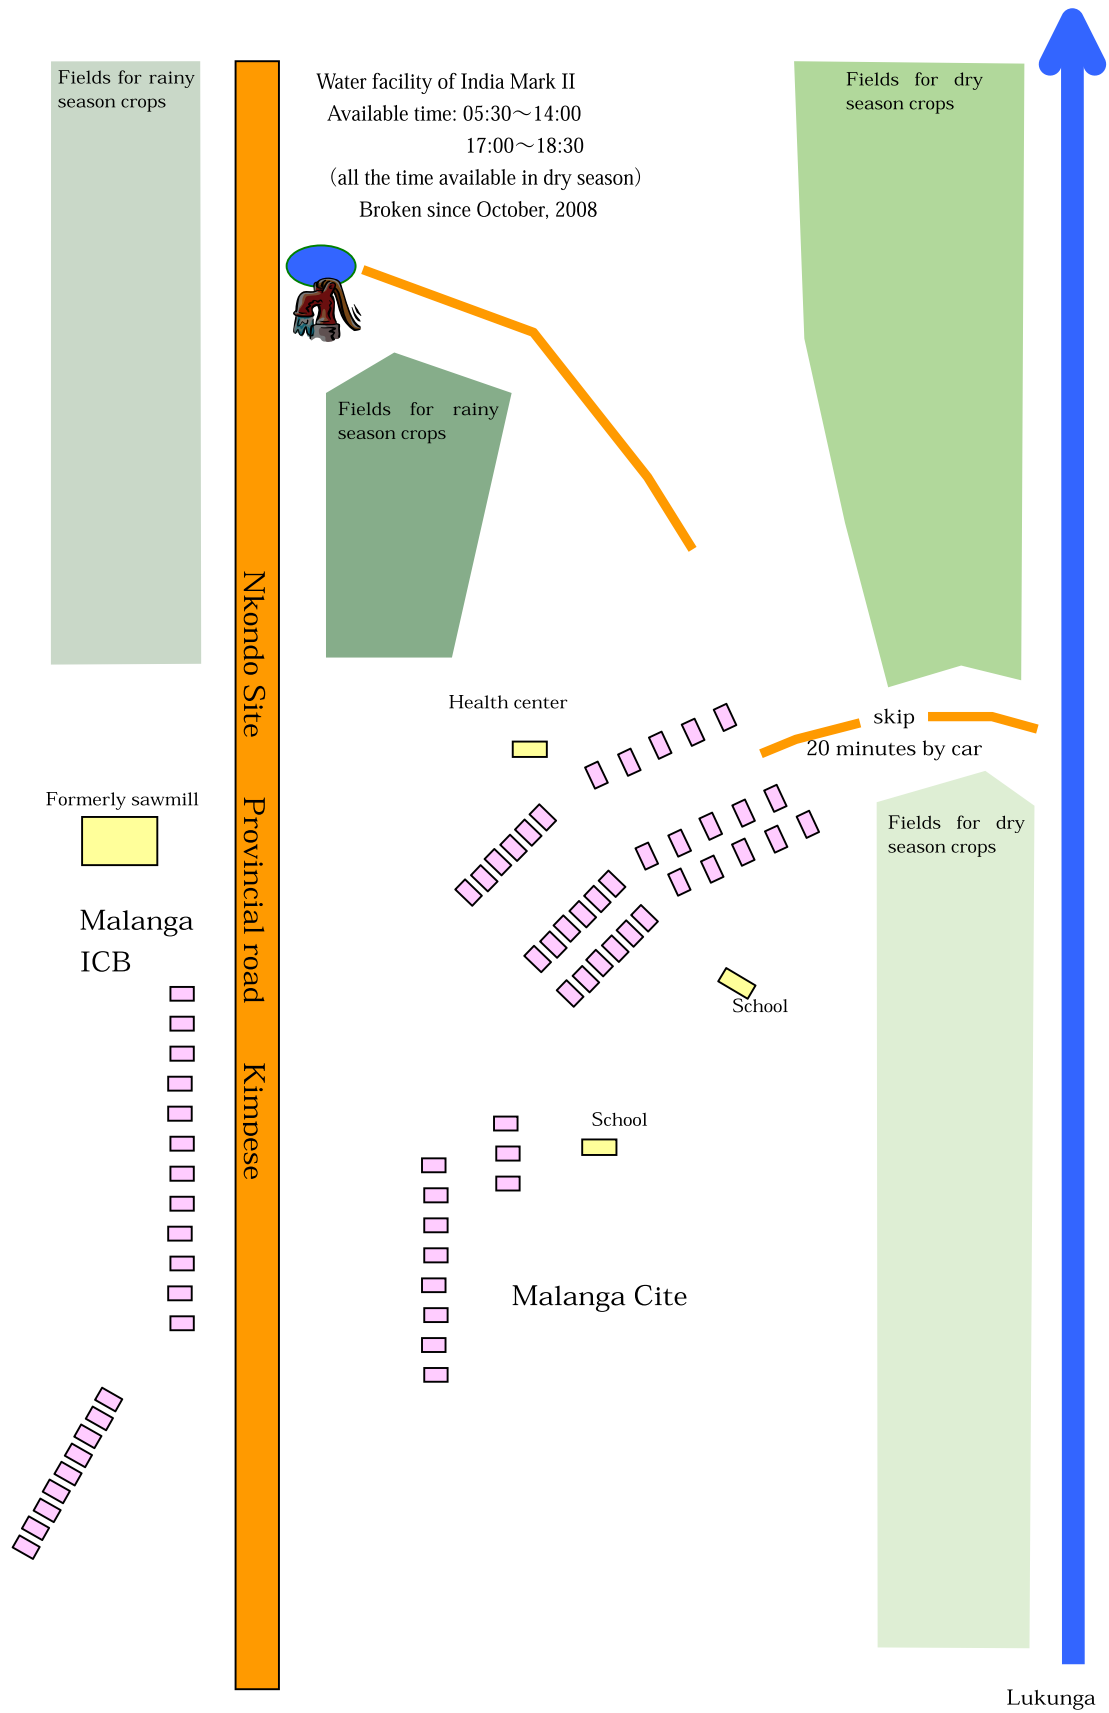 Fields for rainy
season crops
Water facility of India Mark II
Available time: 05:30～14:00
17:00～18:30
（all the time available in dry season）
Broken since October, 2008
Fields for dry
season crops
Fields for rainy
season crops
Nkondo Site Provincial road Kimpese
Health center
skip
20 minutes by car
Formerly sawmill
Fields for dry
season crops
Malanga
ICB
School
School
Malanga Cite
Lukunga